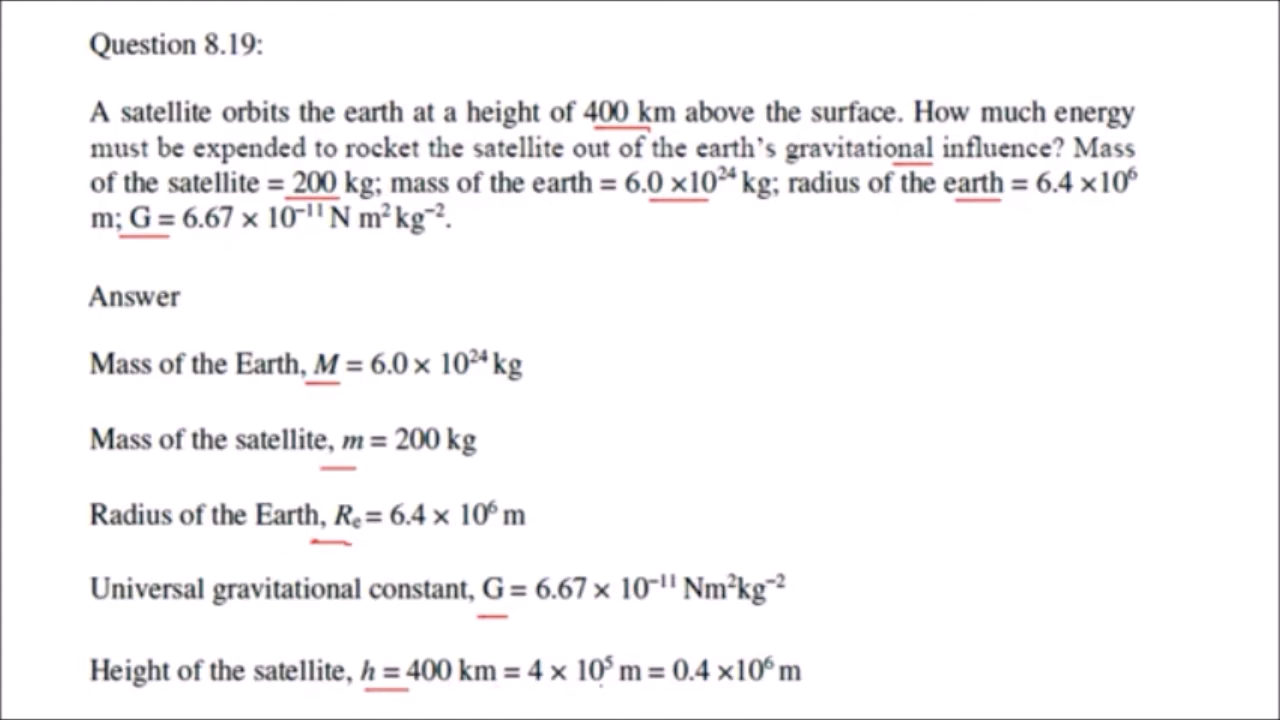 Question 8.19:
A satellite orbits the earth at a height of 400 km above the surface. How much energy
must be expended to rocket the satellite out of the earth's gravitational influence? Mass
of the satellite = 200 kg; mass of the earth = 6.0 ×10²⁴ kg; radius of the earth = 6.4 ×10⁶
m; G = 6.67 × 10⁻¹¹ N m² kg⁻².
Answer
Mass of the Earth, M = 6.0 × 10²⁴ kg
Mass of the satellite, m = 200 kg
Radius of the Earth, Rₑ = 6.4 × 10⁶ m
Universal gravitational constant, G = 6.67 × 10⁻¹¹ Nm²kg⁻²
Height of the satellite, h = 400 km = 4 × 10⁵ m = 0.4 ×10⁶ m